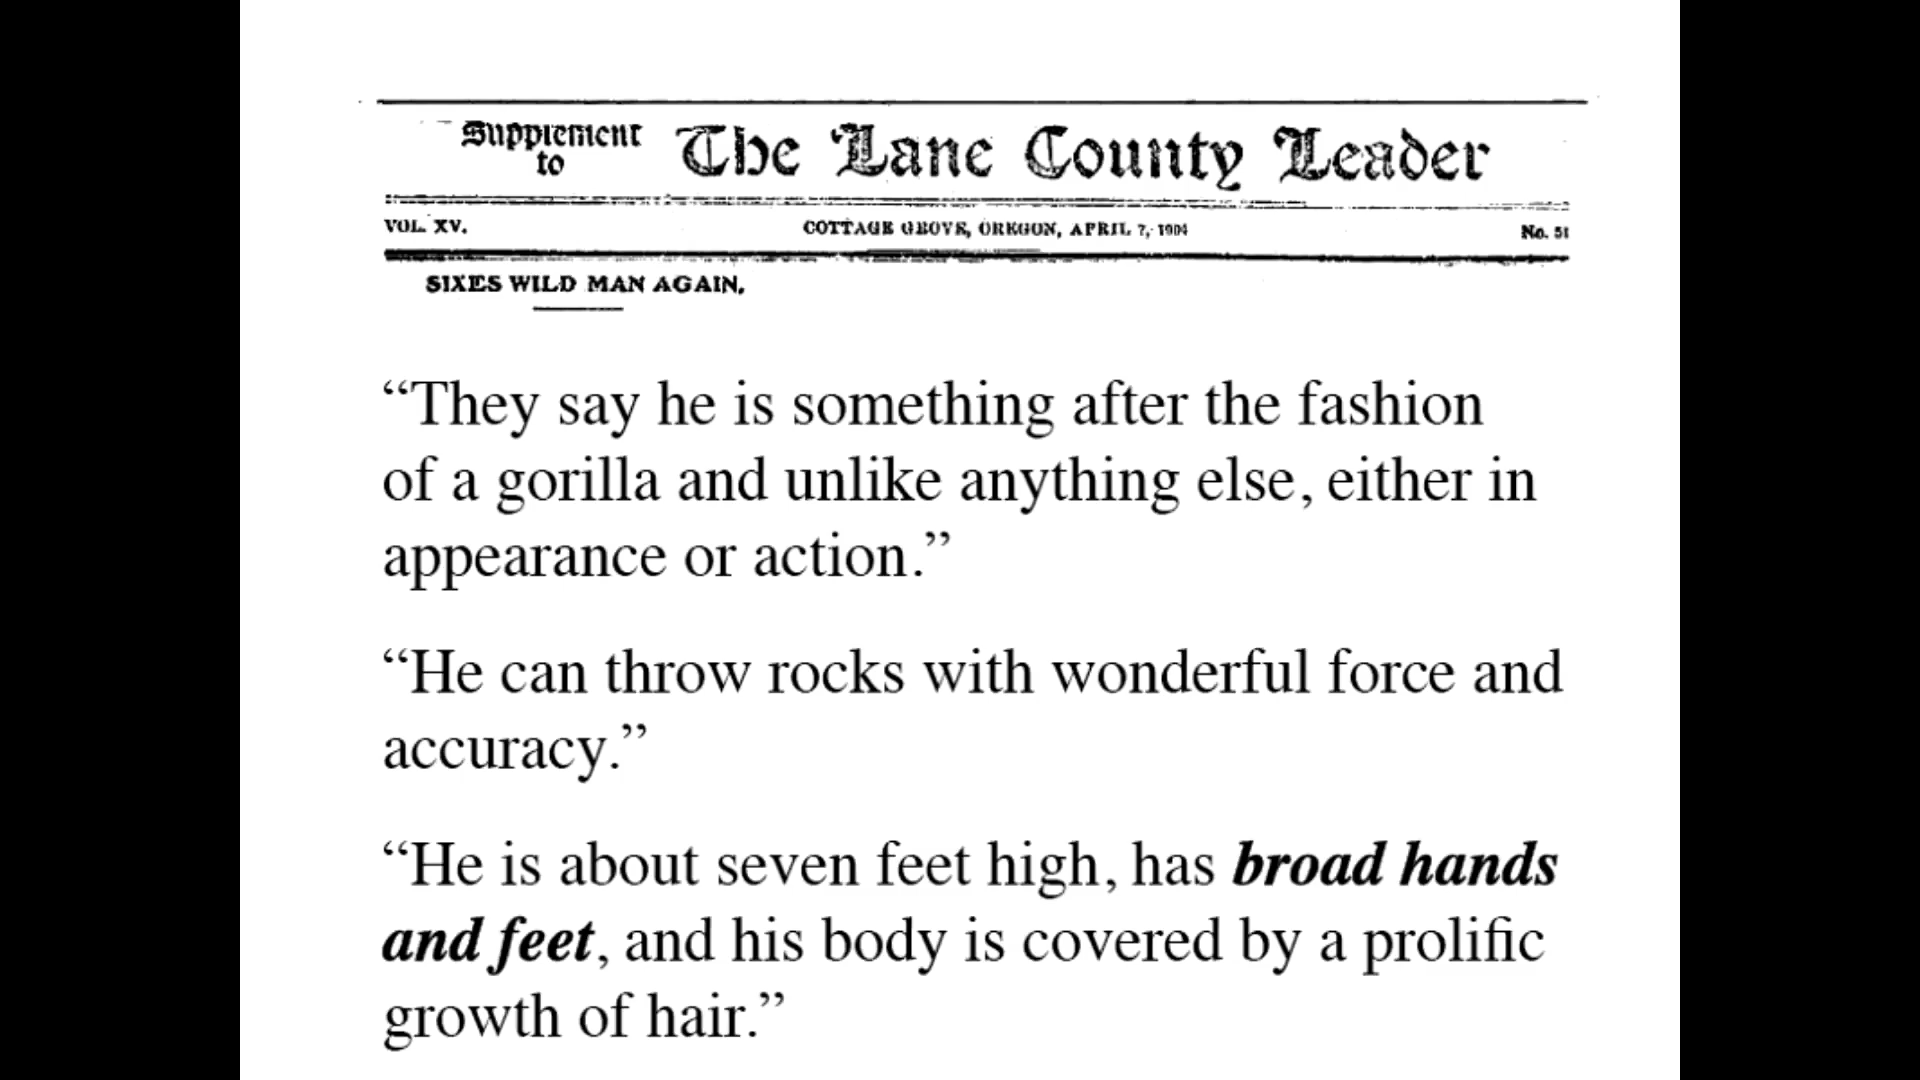 Supplement
to
The Lane County Leader
VOL. XV.
COTTAGE GROVE, OREGON, APRIL 7, 1904
No. 51
SIXES WILD MAN AGAIN.
“They say he is something after the fashion
of a gorilla and unlike anything else, either in
appearance or action.”
“He can throw rocks with wonderful force and
accuracy.”
“He is about seven feet high, has broad hands
and feet, and his body is covered by a prolific
growth of hair.”